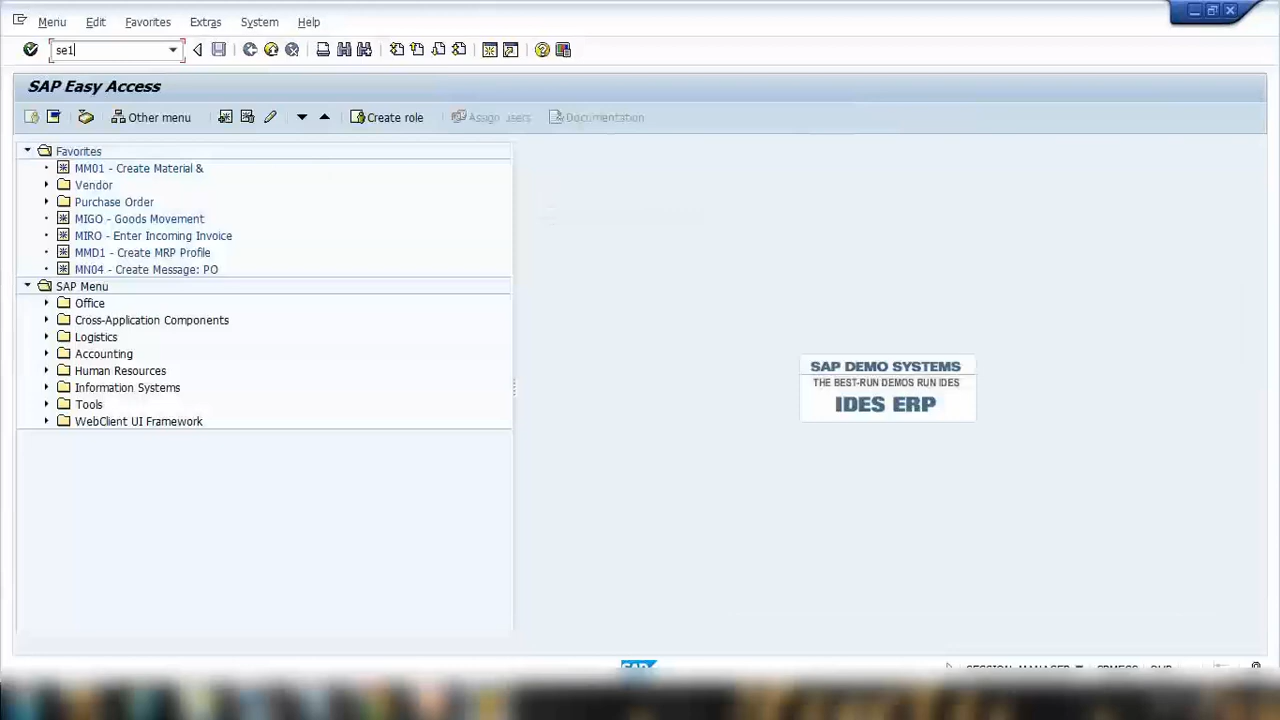 Menu Edit Favorites Extras System Help
se1
SAP Easy Access
Other menu Create role Assign users Documentation
Favorites
MM01 - Create Material &
Vendor
Purchase Order
MIGO - Goods Movement
MIRO - Enter Incoming Invoice
MMD1 - Create MRP Profile
MN04 - Create Message: PO
SAP Menu
Office
Cross-Application Components
Logistics
Accounting
Human Resources
Information Systems
Tools
WebClient UI Framework
SAP DEMO SYSTEMS
THE BEST-RUN DEMOS RUN IDES
IDES ERP
SAP